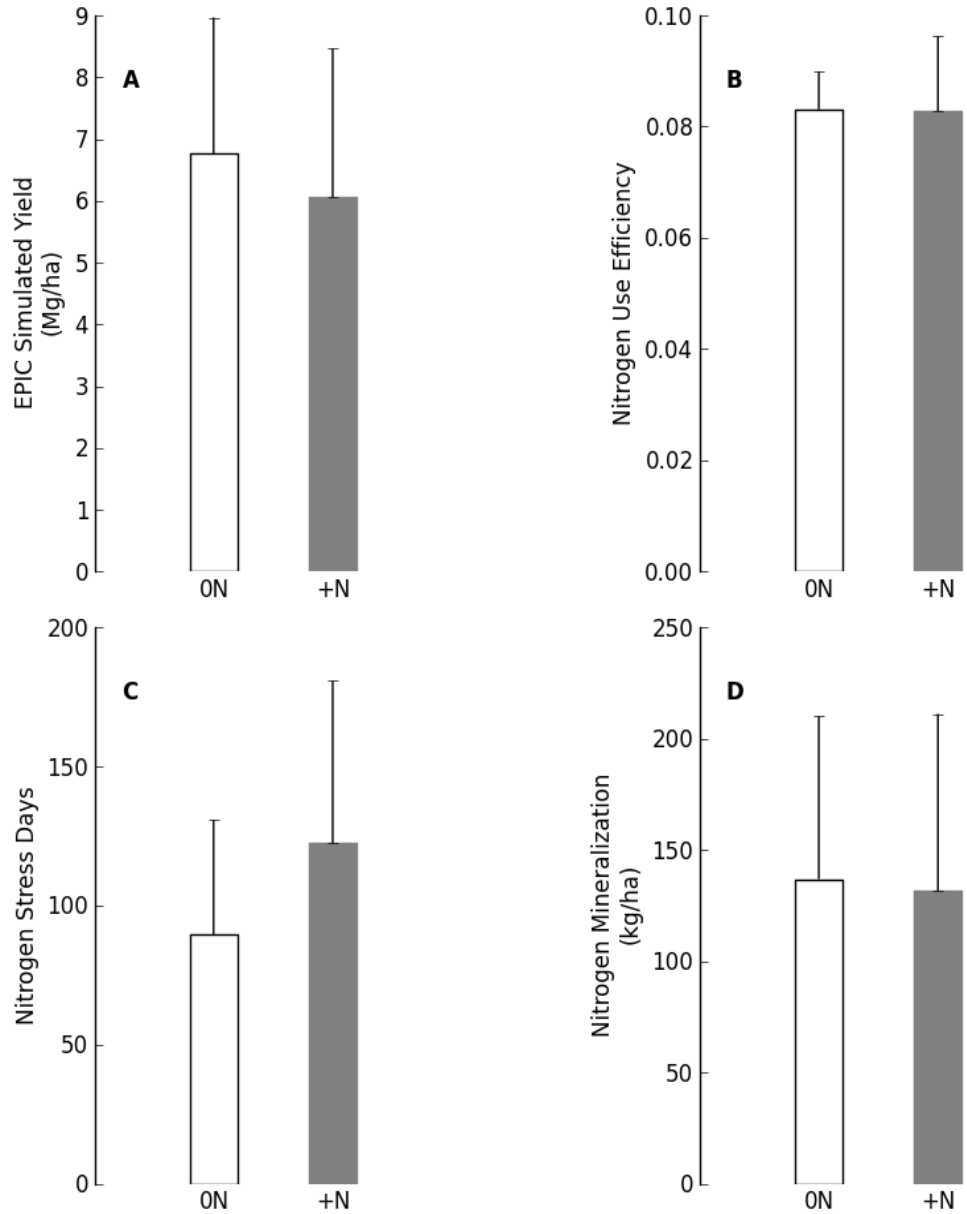 A
EPIC Simulated Yield
(Mg/ha)
9
8
7
6
5
4
3
2
1
0
0N +N
B
Nitrogen Use Efficiency
0.10
0.08
0.06
0.04
0.02
0.00
0N +N
C
Nitrogen Stress Days
200
150
100
50
0
0N +N
D
Nitrogen Mineralization
(kg/ha)
250
200
150
100
50
0
0N +N